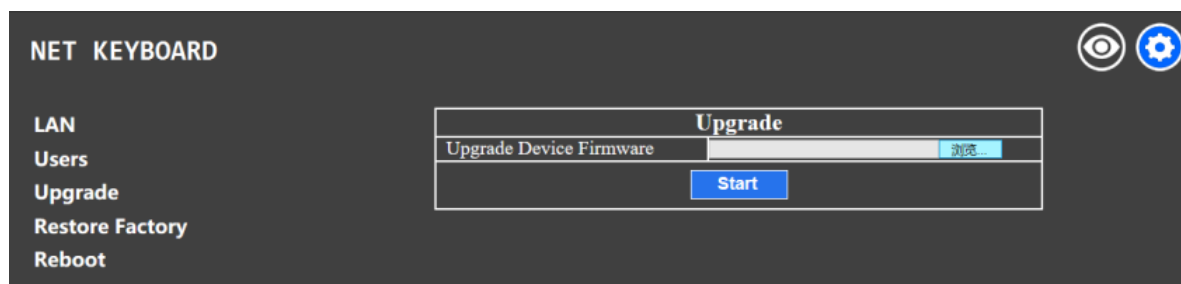 NET KEYBOARD
LAN
Users
Upgrade
Restore Factory
Reboot
Upgrade
Upgrade Device Firmware 浏览...
Start